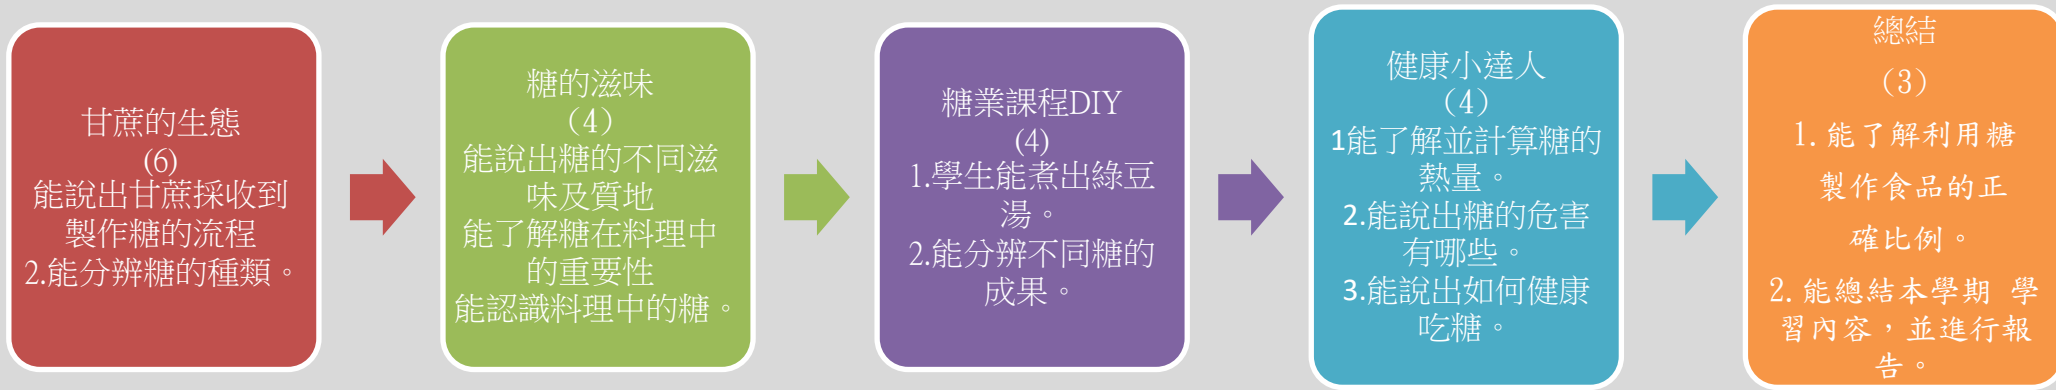 甘蔗的生態
(6)
能說出甘蔗採收到
製作糖的流程
2.能分辨糖的種類。
糖的滋味
（4）
能說出糖的不同滋
味及質地
能了解糖在料理中
的重要性
能認識料理中的糖。
糖業課程DIY
(4)
1.學生能煮出綠豆
湯。
2.能分辨不同糖的
成果。
健康小達人
（4）
1能了解並計算糖的
熱量。
2.能說出糖的危害
有哪些。
3.能說出如何健康
吃糖。
總結
（3）
1.能了解利用糖
製作食品的正
確比例。
2.能總結本學期 學
習內容，並進行報
告。